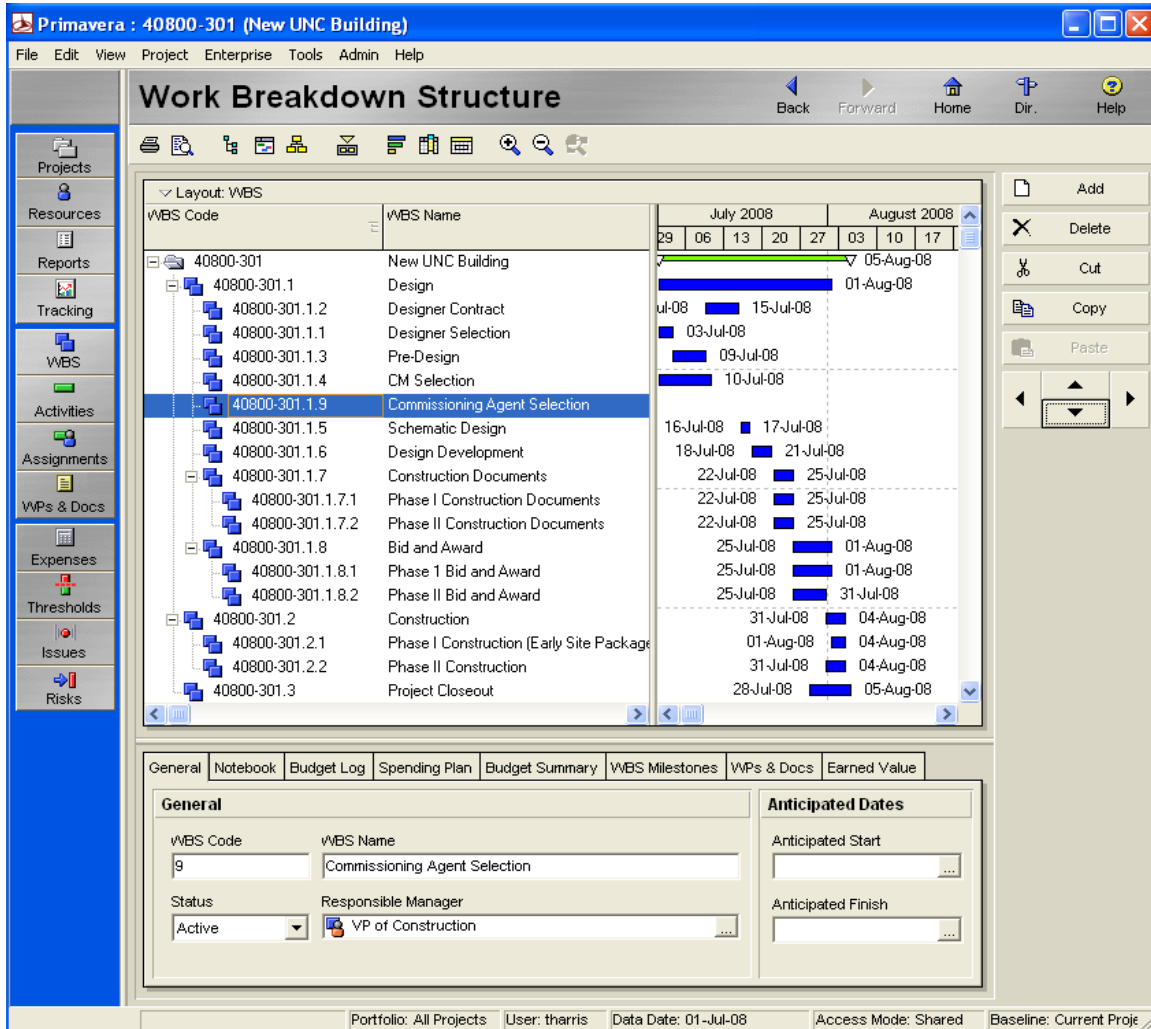 Primavera : 40800-301 (New UNC Building)
File Edit View Project Enterprise Tools Admin Help
Work Breakdown Structure
Back Forward Home Dir. Help
Projects
Resources
Reports
Tracking
WBS
Activities
Assignments
WPs & Docs
Expenses
Thresholds
Issues
Risks
Layout: WBS
WBS Code WBS Name July 2008 August 2008
29 06 13 20 27 03 10 17
40800-301 New UNC Building 05-Aug-08
40800-301.1 Design 01-Aug-08
40800-301.1.2 Designer Contract ul-08 15-Jul-08
40800-301.1.1 Designer Selection 03-Jul-08
40800-301.1.3 Pre-Design 09-Jul-08
40800-301.1.4 CM Selection 10-Jul-08
40800-301.1.9 Commissioning Agent Selection
40800-301.1.5 Schematic Design 16-Jul-08 17-Jul-08
40800-301.1.6 Design Development 18-Jul-08 21-Jul-08
40800-301.1.7 Construction Documents 22-Jul-08 25-Jul-08
40800-301.1.7.1 Phase I Construction Documents 22-Jul-08 25-Jul-08
40800-301.1.7.2 Phase II Construction Documents 22-Jul-08 25-Jul-08
40800-301.1.8 Bid and Award 25-Jul-08 01-Aug-08
40800-301.1.8.1 Phase 1 Bid and Award 25-Jul-08 01-Aug-08
40800-301.1.8.2 Phase II Bid and Award 25-Jul-08 31-Jul-08
40800-301.2 Construction 31-Jul-08 04-Aug-08
40800-301.2.1 Phase I Construction (Early Site Package 01-Aug-08 04-Aug-08
40800-301.2.2 Phase II Construction 31-Jul-08 04-Aug-08
40800-301.3 Project Closeout 28-Jul-08 05-Aug-08
Add
Delete
Cut
Copy
Paste
General Notebook Budget Log Spending Plan Budget Summary WBS Milestones WPs & Docs Earned Value
General Anticipated Dates
WBS Code WBS Name Anticipated Start
9 Commissioning Agent Selection ...
Status Responsible Manager Anticipated Finish
Active VP of Construction ... ...
Portfolio: All Projects User: tharris Data Date: 01-Jul-08 Access Mode: Shared Baseline: Current Proje